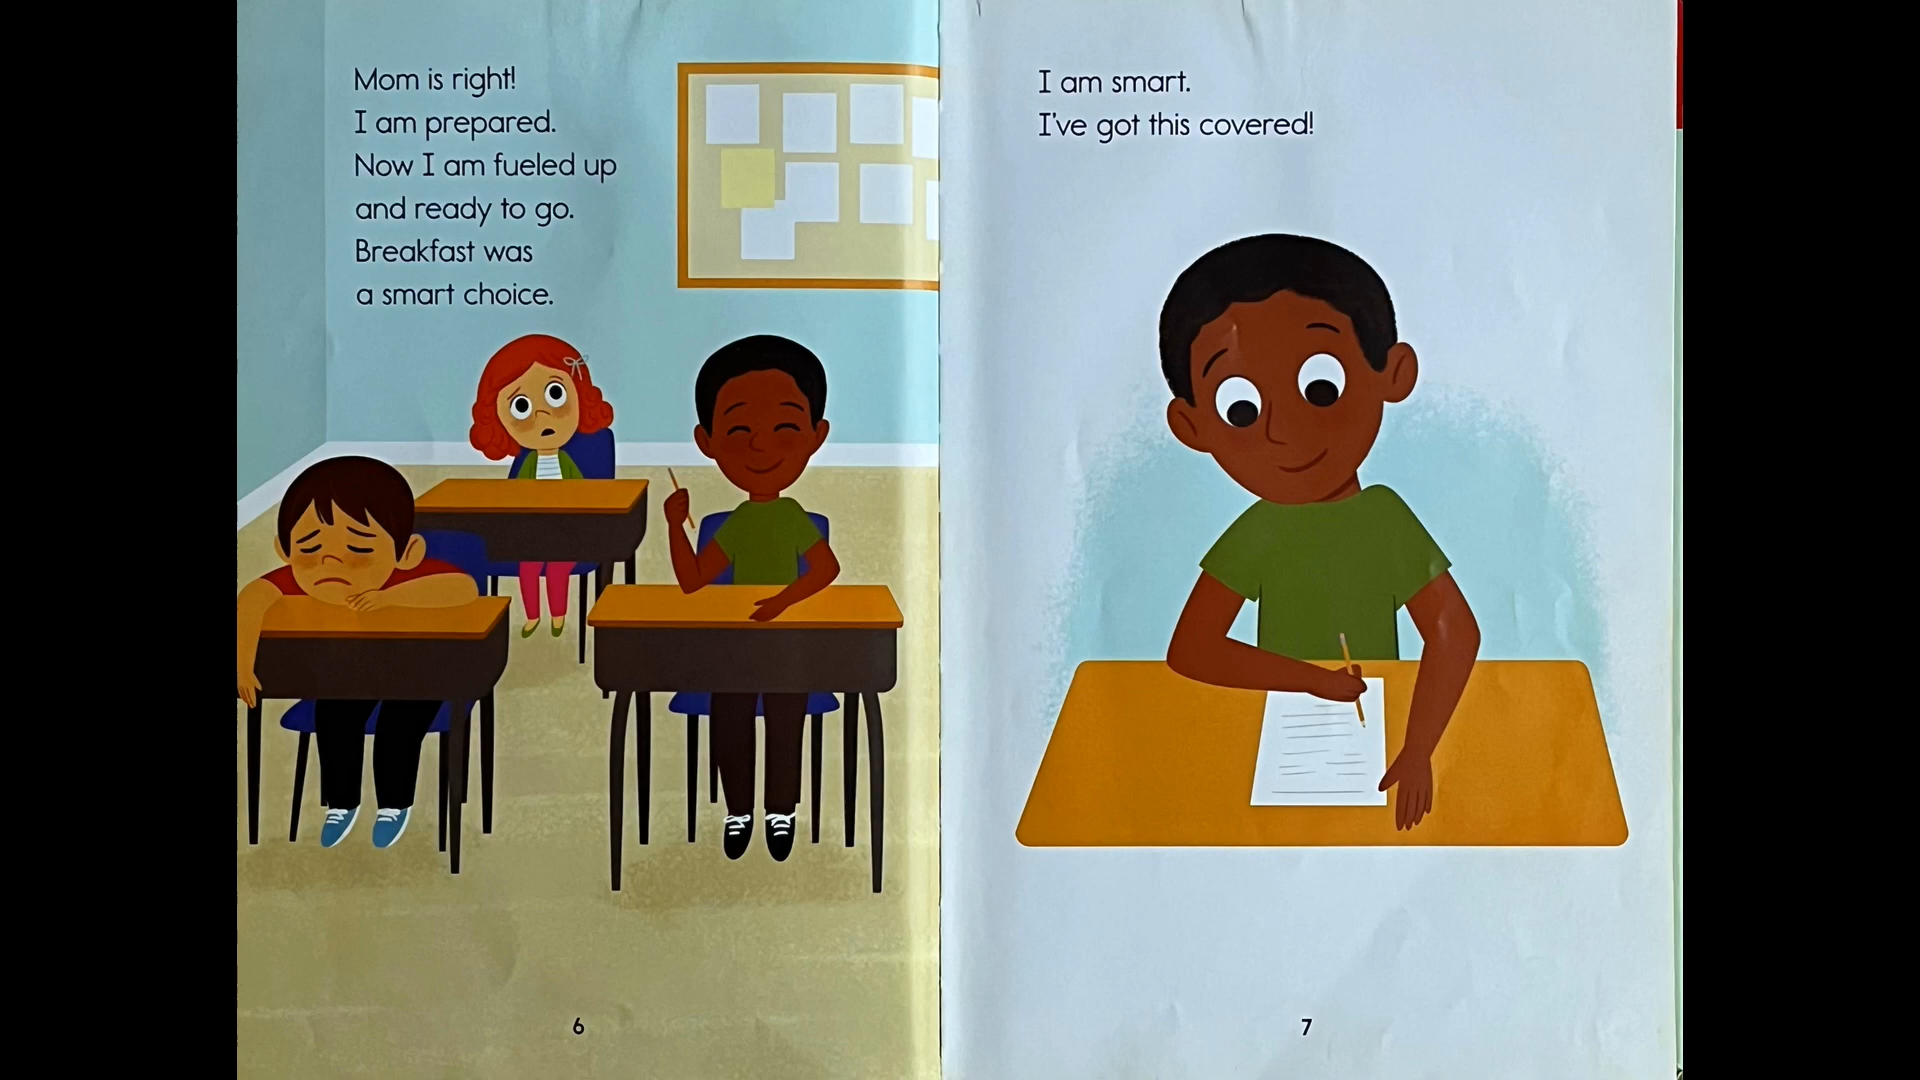 Mom is right!
I am prepared.
Now I am fueled up
and ready to go.
Breakfast was
a smart choice.
6
I am smart.
I've got this covered!
7